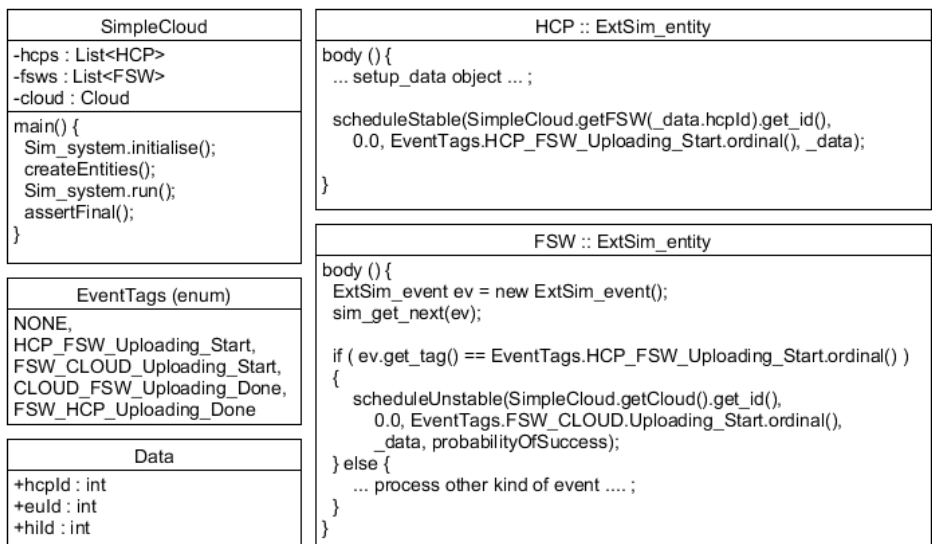 SimpleCloud
-hcps : List<HCP>
-fsws : List<FSW>
-cloud : Cloud
main() {
Sim_system.initialise();
createEntities();
Sim_system.run();
assertFinal();
}
EventTags (enum)
NONE,
HCP_FSW_Uploading_Start,
FSW_CLOUD_Uploading_Start,
CLOUD_FSW_Uploading_Done,
FSW_HCP_Uploading_Done
Data
+hcpId : int
+euId : int
+hiId : int
HCP :: ExtSim_entity
body () {
... setup_data object ... ;
scheduleStable(SimpleCloud.getFSW(_data.hcpId).get_id(),
0.0, EventTags.HCP_FSW_Uploading_Start.ordinal(), _data);
}
FSW :: ExtSim_entity
body () {
ExtSim_event ev = new ExtSim_event();
sim_get_next(ev);
if ( ev.get_tag() == EventTags.HCP_FSW_Uploading_Start.ordinal() )
{
scheduleUnstable(SimpleCloud.getCloud().get_id(),
0.0, EventTags.FSW_CLOUD.Uploading_Start.ordinal(),
_data, probabilityOfSuccess);
} else {
... process other kind of event .... ;
}
}